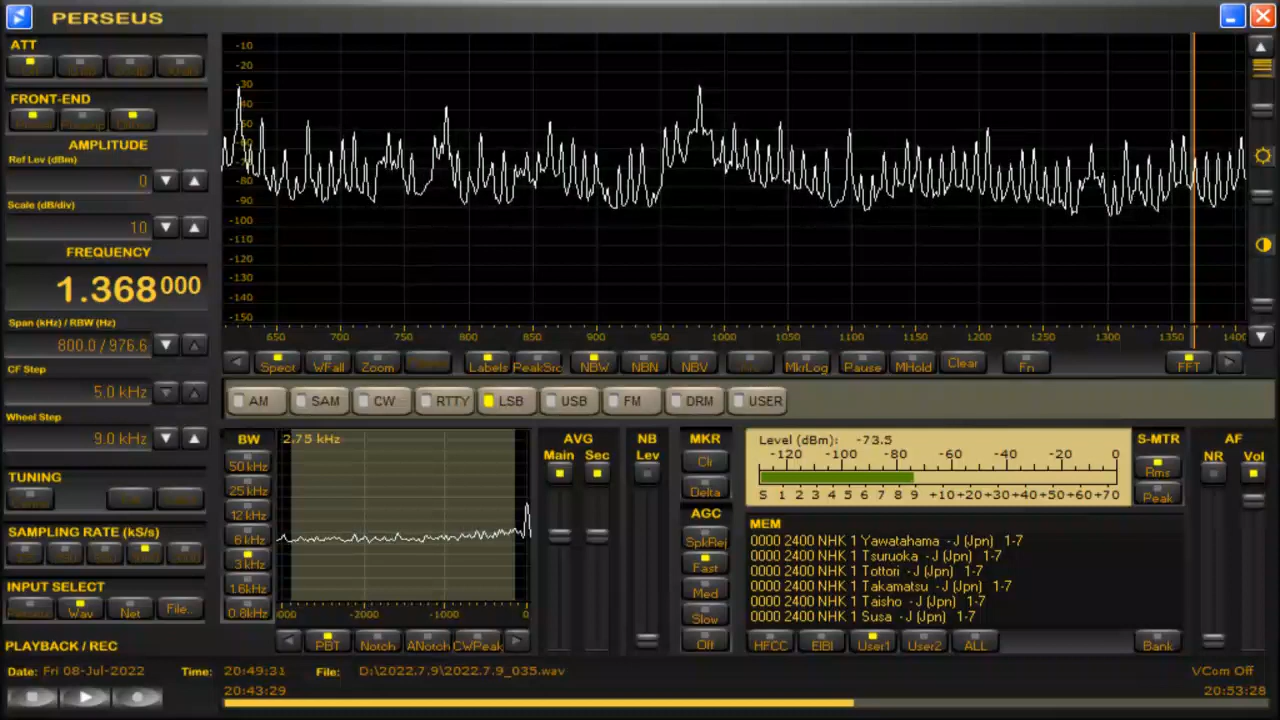 PERSEUS
ATT
FRONT-END
AMPLITUDE
Ref Lev (dBm)
0
Scale (dB/div)
10
FREQUENCY
1.368 000
Span (kHz) / RBW (Hz)
800.0 / 976.6
CF Step
5.0 kHz
Wheel Step
9.0 kHz
TUNING
SAMPLING RATE (kS/s)
INPUT SELECT
Wav Net File..
PLAYBACK / REC
-10
-20
-30
-40
-50
-60
-70
-80
-90
-100
-110
-120
-130
-140
-150
650 700 750 800 850 900 950 1000 1050 1100 1150 1200 1250 1300 1350 1400
Spect WFall Zoom Labels PeakSrc NBW NBN NBV MkrLog Pause MHold Clear Fn FFT
AM SAM CW RTTY LSB USB FM DRM USER
BW
50 kHz
25 kHz
12 kHz
6 kHz
3 kHz
1.6kHz
0.8kHz
2.75 kHz
-2000 -1000 0
PBT Notch ANotch CWPeak
AVG
Main Sec
NB
Lev
MKR
Clr
Delta
AGC
SpkRej
Fast
Med
Slow
Off
Level (dBm): -73.5
-120 -100 -80 -60 -40 -20 0
S 1 2 3 4 5 6 7 8 9 +10 +20 +30 +40 +50 +60 +70
S-MTR
Rms
Peak
AF
NR Vol
MEM
0000 2400 NHK 1 Yawatahama - J (Jpn) 1-7
0000 2400 NHK 1 Tsuruoka - J (Jpn) 1-7
0000 2400 NHK 1 Tottori - J (Jpn) 1-7
0000 2400 NHK 1 Takamatsu - J (Jpn) 1-7
0000 2400 NHK 1 Taisho - J (Jpn) 1-7
0000 2400 NHK 1 Susa - J (Jpn) 1-7
HFCC EIBI User1 User2 ALL Bank
Date: Fri 08-Jul-2022 Time: 20:49:31 File: D:\2022.7.9\2022.7.9_035.wav VCom Off
20:43:29 20:53:28